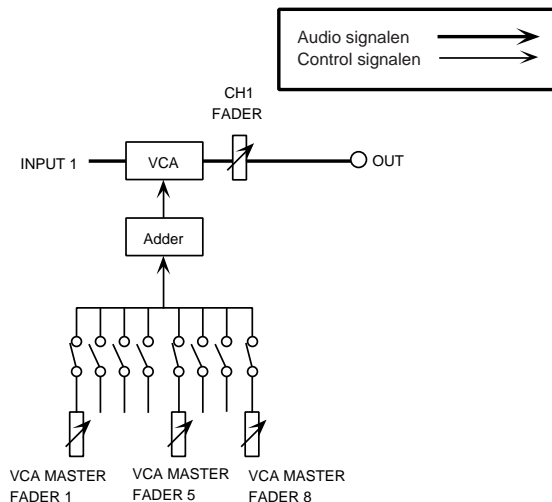 Audio signalen
Control signalen
CH1
FADER
INPUT 1
VCA
OUT
Adder
VCA MASTER
FADER 1
VCA MASTER
FADER 5
VCA MASTER
FADER 8